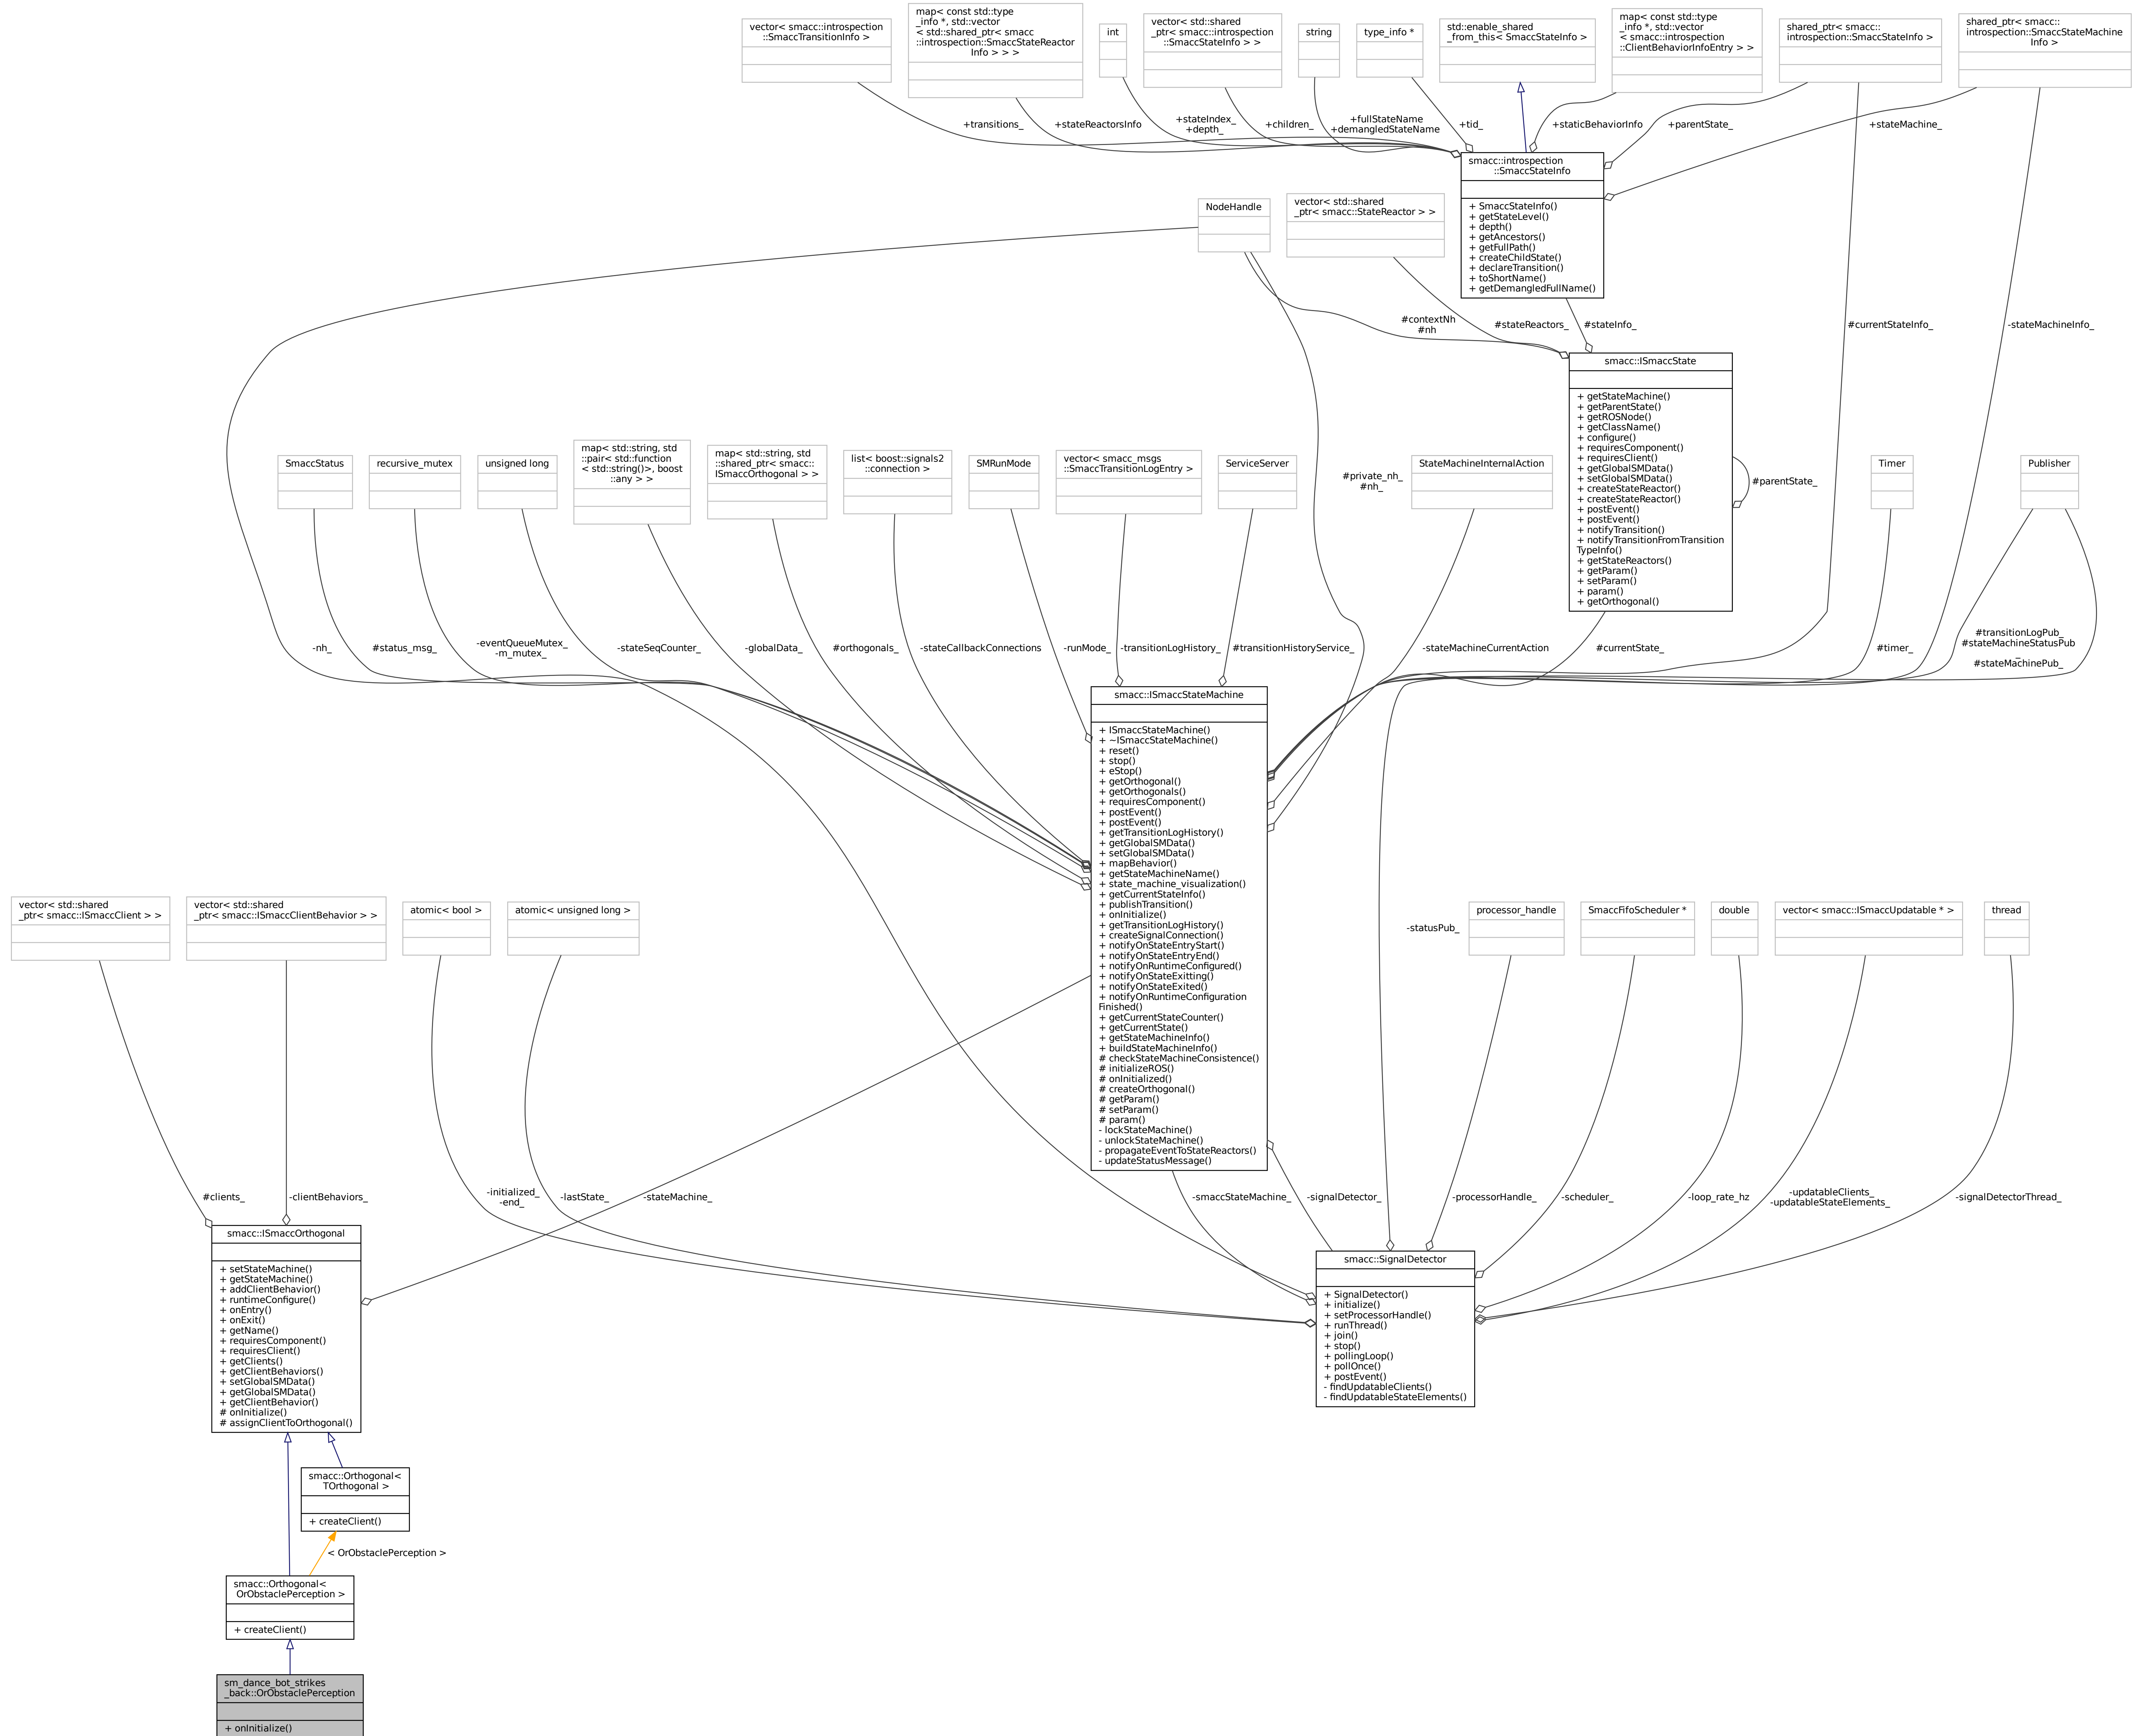 vector< smacc::introspection
::SmaccTransitionInfo >
map< const std::type
_info *, std::vector
< std::shared_ptr< smacc
::introspection::SmaccStateReactor
Info > > >
int
vector< std::shared
_ptr< smacc::introspection
::SmaccStateInfo > >
string
type_info *
std::enable_shared
_from_this< SmaccStateInfo >
map< const std::type
_info *, std::vector
< smacc::introspection
::ClientBehaviorInfoEntry > >
shared_ptr< smacc::
introspection::SmaccStateInfo >
shared_ptr< smacc::
introspection::SmaccStateMachine
Info >
+transitions_
+stateReactorsInfo
+stateIndex_
+depth_
+children_
+fullStateName
+demangledStateName
+tid_
+staticBehaviorInfo
+parentState_
+stateMachine_
smacc::introspection
::SmaccStateInfo
+ SmaccStateInfo()
+ getStateLevel()
+ depth()
+ getAncestors()
+ getFullPath()
+ createChildState()
+ declareTransition()
+ toShortName()
+ getDemangledFullName()
NodeHandle
vector< std::shared
_ptr< smacc::StateReactor > >
#contextNh
#nh
#stateReactors_
#stateInfo_
#currentStateInfo_
-stateMachineInfo_
smacc::ISmaccState
+ getStateMachine()
+ getParentState()
+ getROSNode()
+ getClassName()
+ configure()
+ requiresComponent()
+ requiresClient()
+ getGlobalSMData()
+ setGlobalSMData()
+ createStateReactor()
+ createStateReactor()
+ postEvent()
+ postEvent()
+ notifyTransition()
+ notifyTransitionFromTransition
TypeInfo()
+ getStateReactors()
+ getParam()
+ setParam()
+ param()
+ getOrthogonal()
#parentState_
SmaccStatus
recursive_mutex
unsigned long
map< std::string, std
::pair< std::function
< std::string()>, boost
::any > >
map< std::string, std
::shared_ptr< smacc::
ISmaccOrthogonal > >
list< boost::signals2
::connection >
SMRunMode
vector< smacc_msgs
::SmaccTransitionLogEntry >
ServiceServer
#private_nh_
#nh_
StateMachineInternalAction
Timer
Publisher
-nh_
#status_msg_
-eventQueueMutex_
-m_mutex_
-stateSeqCounter_
-globalData_
#orthogonals_
-stateCallbackConnections
-runMode_
-transitionLogHistory_
#transitionHistoryService_
-stateMachineCurrentAction
#currentState_
#timer_
#transitionLogPub_
#stateMachineStatusPub
_
#stateMachinePub_
smacc::ISmaccStateMachine
+ ISmaccStateMachine()
+ ~ISmaccStateMachine()
+ reset()
+ stop()
+ eStop()
+ getOrthogonal()
+ getOrthogonals()
+ requiresComponent()
+ postEvent()
+ postEvent()
+ getTransitionLogHistory()
+ getGlobalSMData()
+ setGlobalSMData()
+ mapBehavior()
+ getStateMachineName()
+ state_machine_visualization()
+ getCurrentStateInfo()
+ publishTransition()
+ onInitialize()
+ getTransitionLogHistory()
+ createSignalConnection()
+ notifyOnStateEntryStart()
+ notifyOnStateEntryEnd()
+ notifyOnRuntimeConfigured()
+ notifyOnStateExitting()
+ notifyOnStateExited()
+ notifyOnRuntimeConfiguration
Finished()
+ getCurrentStateCounter()
+ getCurrentState()
+ getStateMachineInfo()
+ buildStateMachineInfo()
# checkStateMachineConsistence()
# initializeROS()
# onInitialized()
# createOrthogonal()
# getParam()
# setParam()
# param()
- lockStateMachine()
- unlockStateMachine()
- propagateEventToStateReactors()
- updateStatusMessage()
vector< std::shared
_ptr< smacc::ISmaccClient > >
vector< std::shared
_ptr< smacc::ISmaccClientBehavior > >
atomic< bool >
atomic< unsigned long >
-statusPub_
processor_handle
SmaccFifoScheduler *
double
vector< smacc::ISmaccUpdatable * >
thread
#clients_
-clientBehaviors_
-initialized_
-end_
-lastState_
-stateMachine_
-smaccStateMachine_
-signalDetector_
-processorHandle_
-scheduler_
-loop_rate_hz
-updatableClients_
-updatableStateElements_
-signalDetectorThread_
smacc::ISmaccOrthogonal
+ setStateMachine()
+ getStateMachine()
+ addClientBehavior()
+ runtimeConfigure()
+ onEntry()
+ onExit()
+ getName()
+ requiresComponent()
+ requiresClient()
+ getClients()
+ getClientBehaviors()
+ setGlobalSMData()
+ getGlobalSMData()
+ getClientBehavior()
# onInitialize()
# assignClientToOrthogonal()
smacc::SignalDetector
+ SignalDetector()
+ initialize()
+ setProcessorHandle()
+ runThread()
+ join()
+ stop()
+ pollingLoop()
+ pollOnce()
+ postEvent()
- findUpdatableClients()
- findUpdatableStateElements()
smacc::Orthogonal<
TOrthogonal >
+ createClient()
< OrObstaclePerception >
smacc::Orthogonal<
OrObstaclePerception >
+ createClient()
sm_dance_bot_strikes
_back::OrObstaclePerception
+ onInitialize()